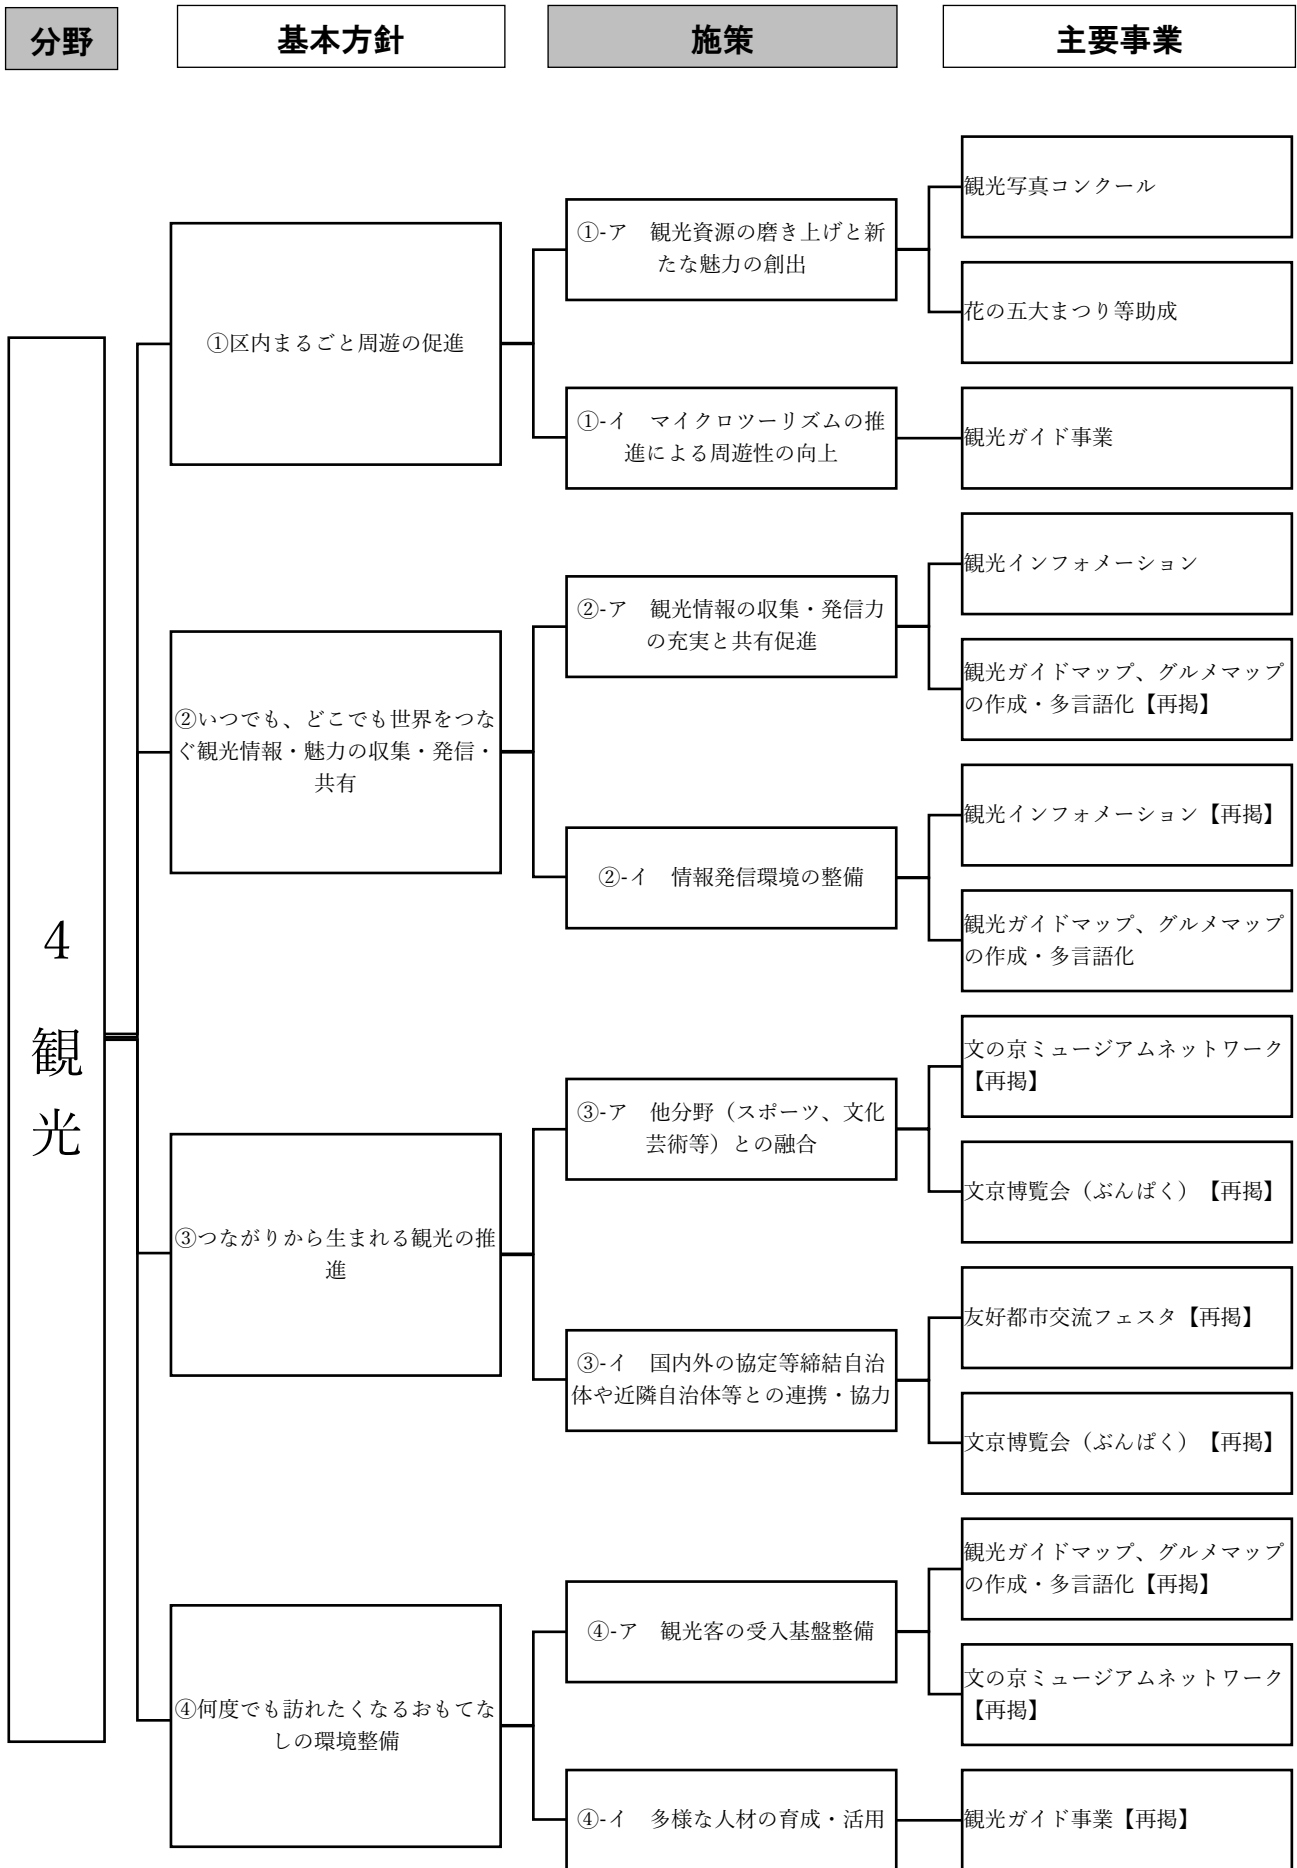 分野
基本方針
施策
主要事業
4
観
光
①区内まるごと周遊の促進
①-ア　観光資源の磨き上げと新
たな魅力の創出
観光写真コンクール
花の五大まつり等助成
①-イ　マイクロツーリズムの推
進による周遊性の向上
観光ガイド事業
②いつでも、どこでも世界をつな
ぐ観光情報・魅力の収集・発信・
共有
②-ア　観光情報の収集・発信力
の充実と共有促進
観光インフォメーション
観光ガイドマップ、グルメマップ
の作成・多言語化【再掲】
②-イ　情報発信環境の整備
観光インフォメーション【再掲】
観光ガイドマップ、グルメマップ
の作成・多言語化
③つながりから生まれる観光の推
進
③-ア　他分野（スポーツ、文化
芸術等）との融合
文の京ミュージアムネットワーク
【再掲】
文京博覧会（ぶんぱく）【再掲】
③-イ　国内外の協定等締結自治
体や近隣自治体等との連携・協力
友好都市交流フェスタ【再掲】
文京博覧会（ぶんぱく）【再掲】
④何度でも訪れたくなるおもてな
しの環境整備
④-ア　観光客の受入基盤整備
観光ガイドマップ、グルメマップ
の作成・多言語化【再掲】
文の京ミュージアムネットワーク
【再掲】
④-イ　多様な人材の育成・活用
観光ガイド事業【再掲】